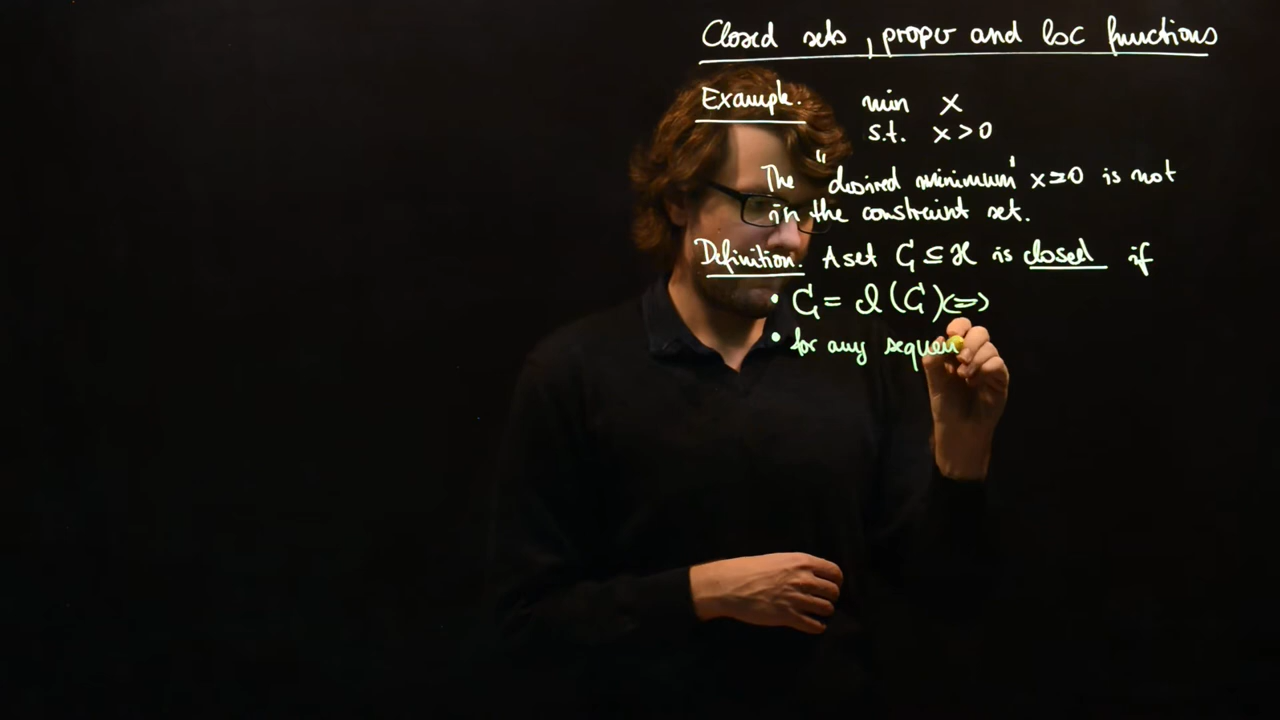 Closed sets, proper and lsc functions
Example. min x
s.t. x > 0
The "desired minimum" x=0 is not
in the constraint set.
Definition. A set C ⊆ H is closed if
• C = cl (C) <=>
• for any sequen